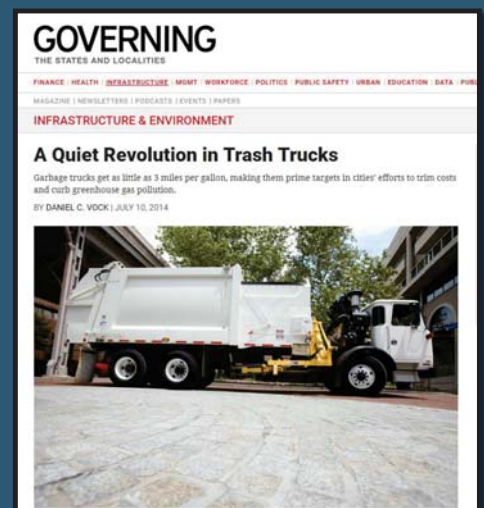 GOVERNING
THE STATES AND LOCALITIES
FINANCE | HEALTH | INFRASTRUCTURE | MGMT | WORKFORCE | POLITICS | PUBLIC SAFETY | URBAN | EDUCATION | DATA |
MAGAZINE | NEWSLETTERS | PODCASTS | EVENTS | PAPERS
INFRASTRUCTURE & ENVIRONMENT
A Quiet Revolution in Trash Trucks
Garbage trucks get as little as 3 miles per gallon, making them prime targets in cities' efforts to trim costs
and curb greenhouse gas pollution.
BY DANIEL C. VOCK | JULY 10, 2014